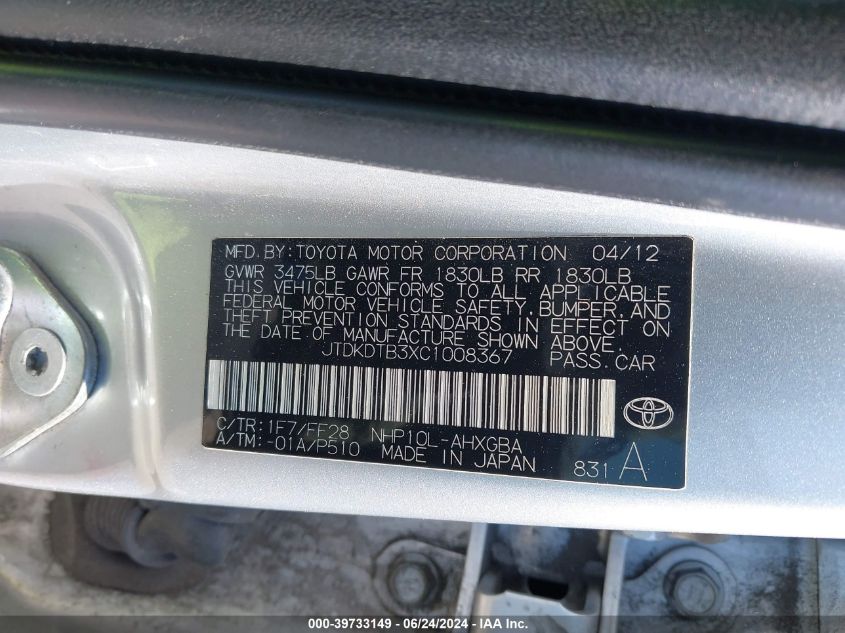 MFD. BY: TOYOTA MOTOR CORPORATION 04/12
GVWR 3475LB GAWR FR 1830LB RR 1830LB
THIS VEHICLE CONFORMS TO ALL APPLICABLE
FEDERAL MOTOR VEHICLE SAFETY, BUMPER, AND
THEFT PREVENTION STANDARDS IN EFFECT ON
THE DATE OF MANUFACTURE SHOWN ABOVE.
JTDKDTB3XC1008367 PASS. CAR
C/TR: 1F7/FF28 NHP10L-AHXGBA
A/TM: -01A/P510 MADE IN JAPAN 831 A
000-39733149 - 06/24/2024 - IAA Inc.